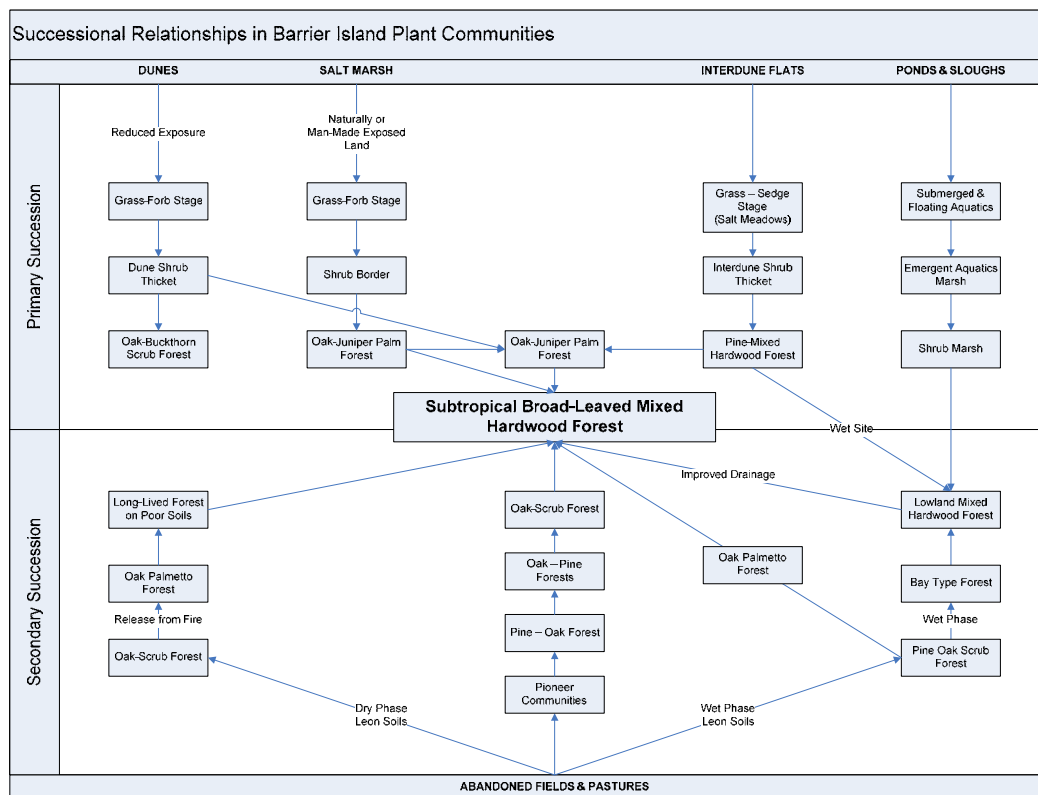 Successional Relationships in Barrier Island Plant Communities
DUNES
SALT MARSH
INTERDUNE FLATS
PONDS & SLOUGHS
Primary Succession
Reduced Exposure
Naturally or
Man-Made Exposed
Land
Grass-Forb Stage
Grass-Forb Stage
Grass – Sedge
Stage
(Salt Meadows)
Submerged &
Floating Aquatics
Dune Shrub
Thicket
Shrub Border
Interdune Shrub
Thicket
Emergent Aquatics
Marsh
Oak-Buckthorn
Scrub Forest
Oak-Juniper Palm
Forest
Oak-Juniper Palm
Forest
Pine-Mixed
Hardwood Forest
Shrub Marsh
Subtropical Broad-Leaved Mixed
Hardwood Forest
Wet Site
Secondary Succession
Improved Drainage
Long-Lived Forest
on Poor Soils
Oak-Scrub Forest
Lowland Mixed
Hardwood Forest
Oak Palmetto
Forest
Oak – Pine
Forests
Oak Palmetto
Forest
Bay Type Forest
Release from Fire
Wet Phase
Oak-Scrub Forest
Pine – Oak Forest
Pine Oak Scrub
Forest
Pioneer
Communities
Dry Phase
Leon Soils
Wet Phase
Leon Soils
ABANDONED FIELDS & PASTURES